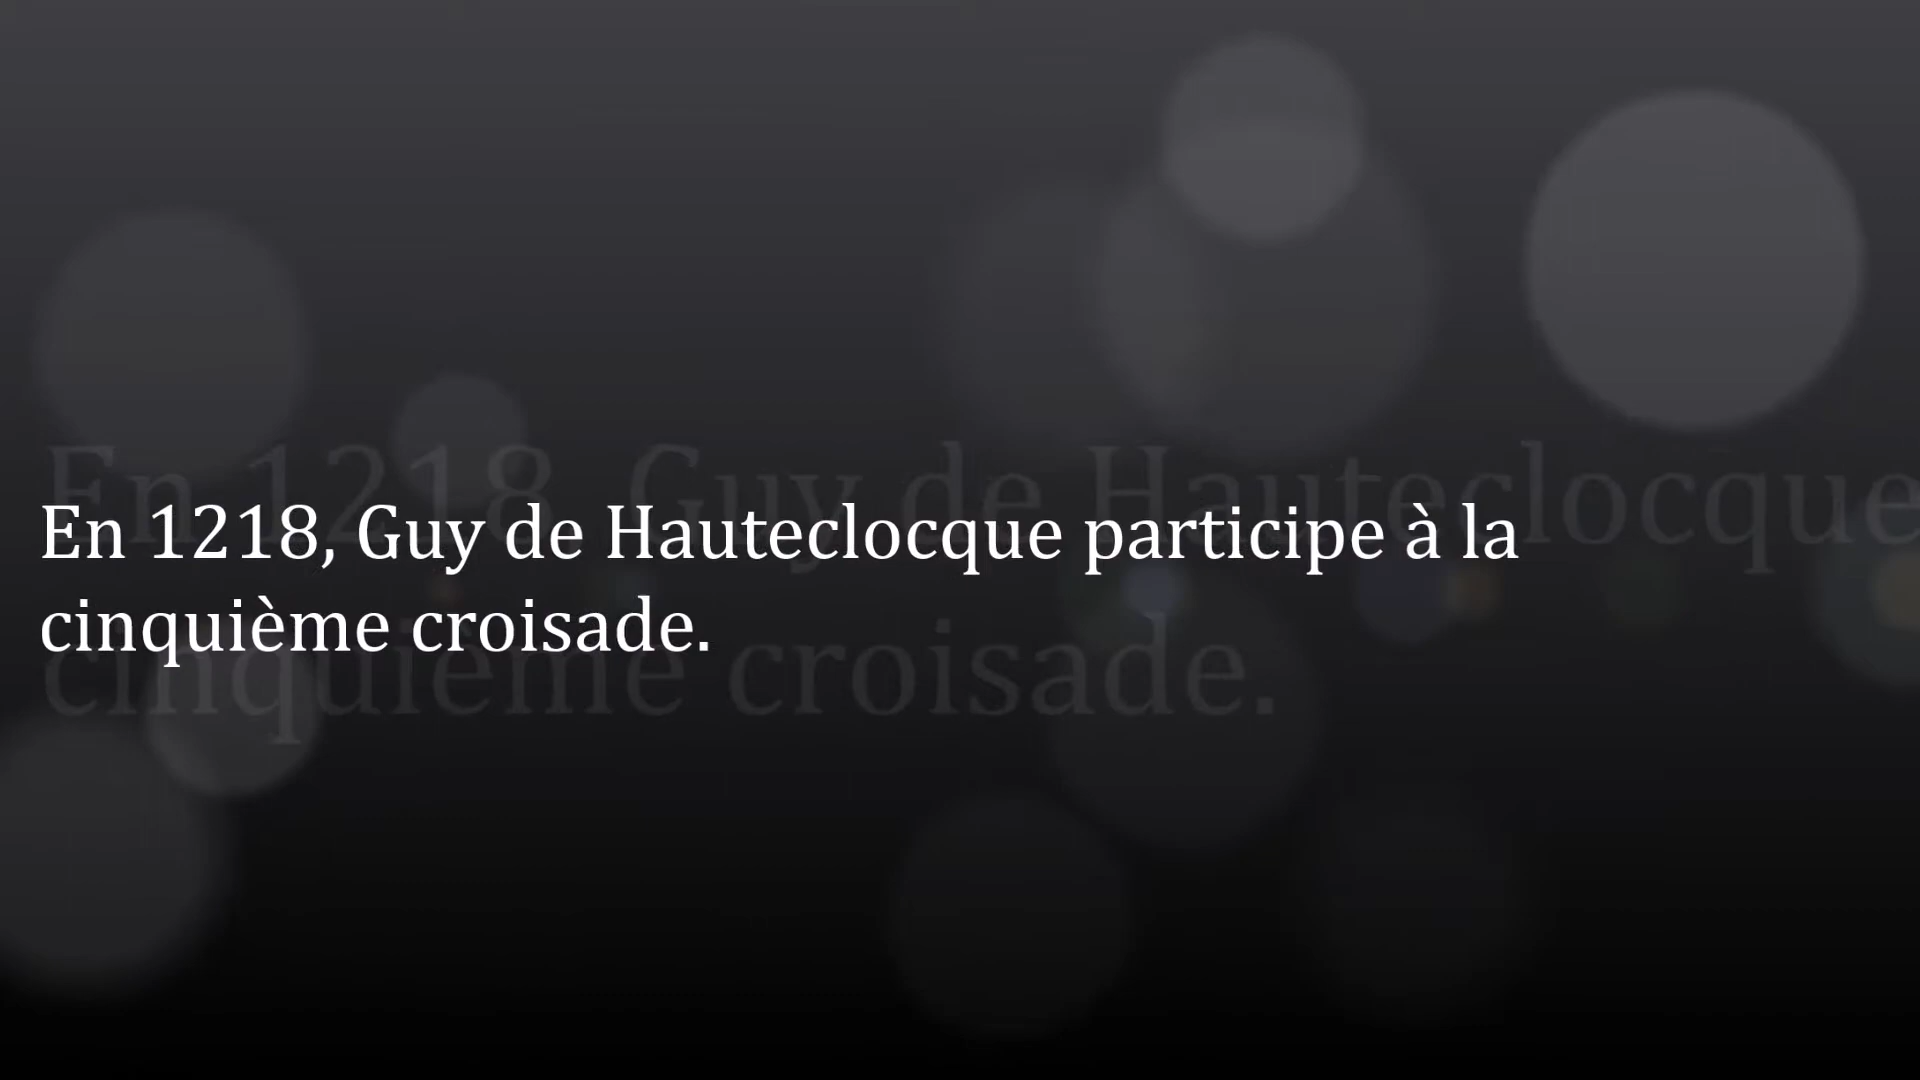 En 1218, Guy de Hauteclocque participe à la
cinquième croisade.